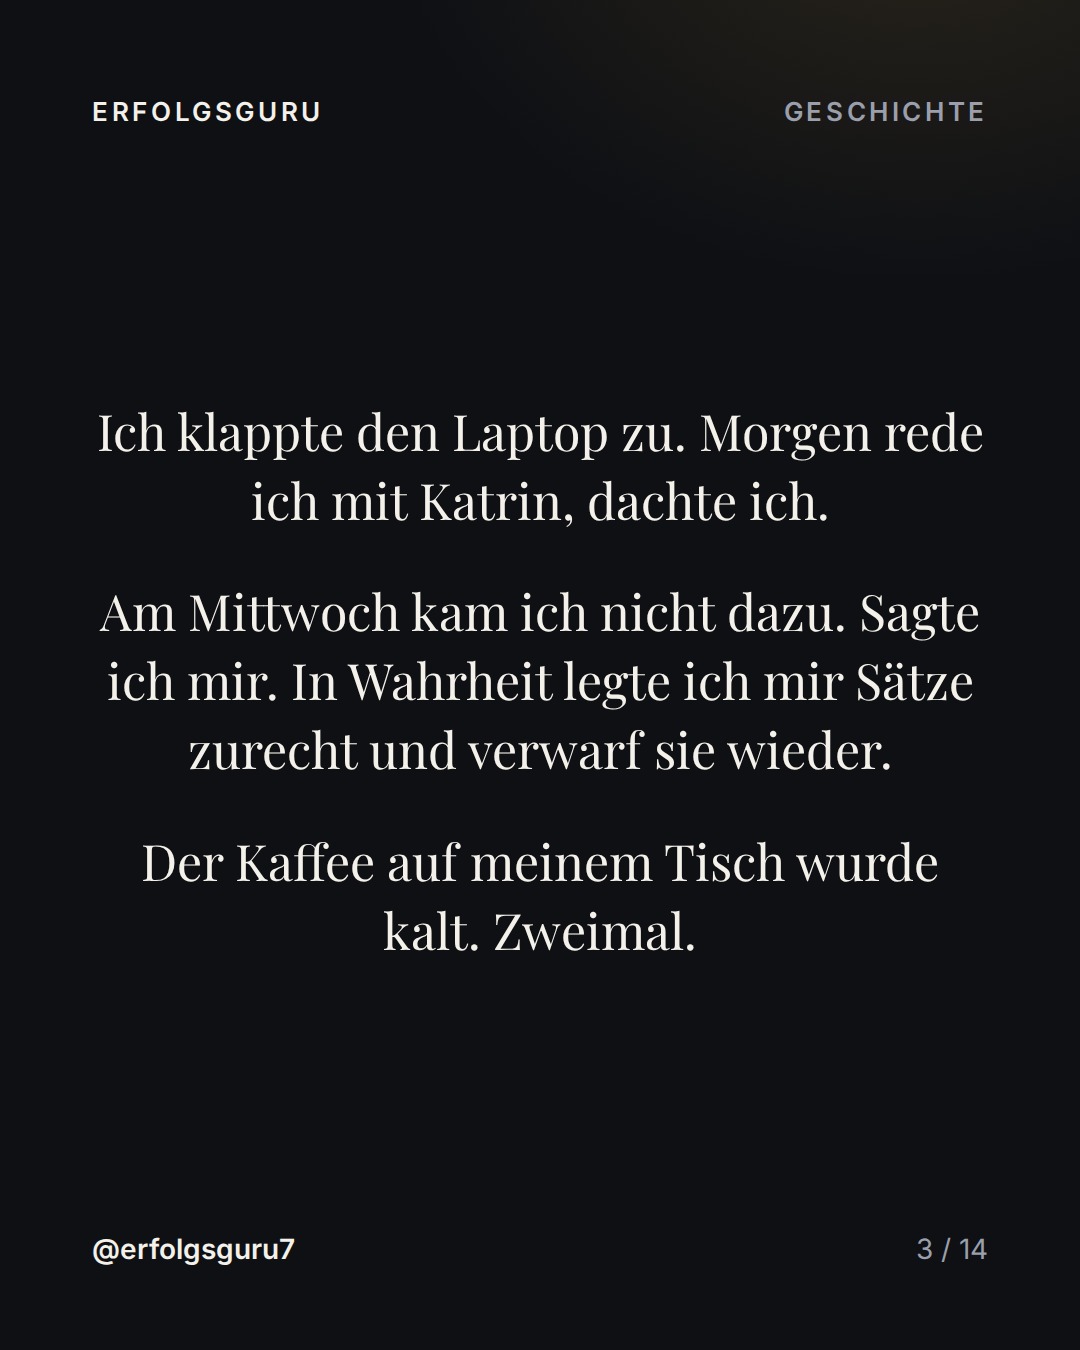 ERFOLGSGURU
GESCHICHTE
Ich klappte den Laptop zu. Morgen rede
ich mit Katrin, dachte ich.
Am Mittwoch kam ich nicht dazu. Sagte
ich mir. In Wahrheit legte ich mir Sätze
zurecht und verwarf sie wieder.
Der Kaffee auf meinem Tisch wurde
kalt. Zweimal.
@erfolgsguru7
3 / 14